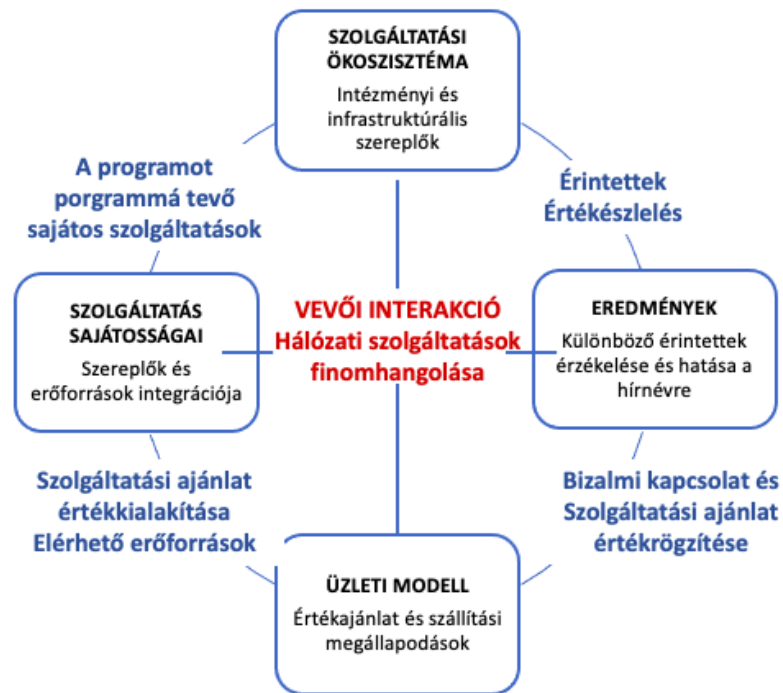 SZOLGÁLTATÁSI
ÖKOSZISZTÉMA
Intézményi és
infrastruktúrális
szereplők
A programot
porgrammá tevő
sajátos szolgáltatások
Érintettek
Értékészlelés
SZOLGÁLTATÁS
SAJÁTOSSÁGAI
Szereplők és
erőforrások integrációja
VEVŐI INTERAKCIÓ
Hálózati szolgáltatások
finomhangolása
EREDMÉNYEK
Különböző érintettek
érzékelése és hatása a
hírnévre
Szolgáltatási ajánlat
értékkialakítása
Elérhető erőforrások
Bizalmi kapcsolat és
Szolgáltatási ajánlat
értékrögzítése
ÜZLETI MODELL
Értékajánlat és szállítási
megállapodások